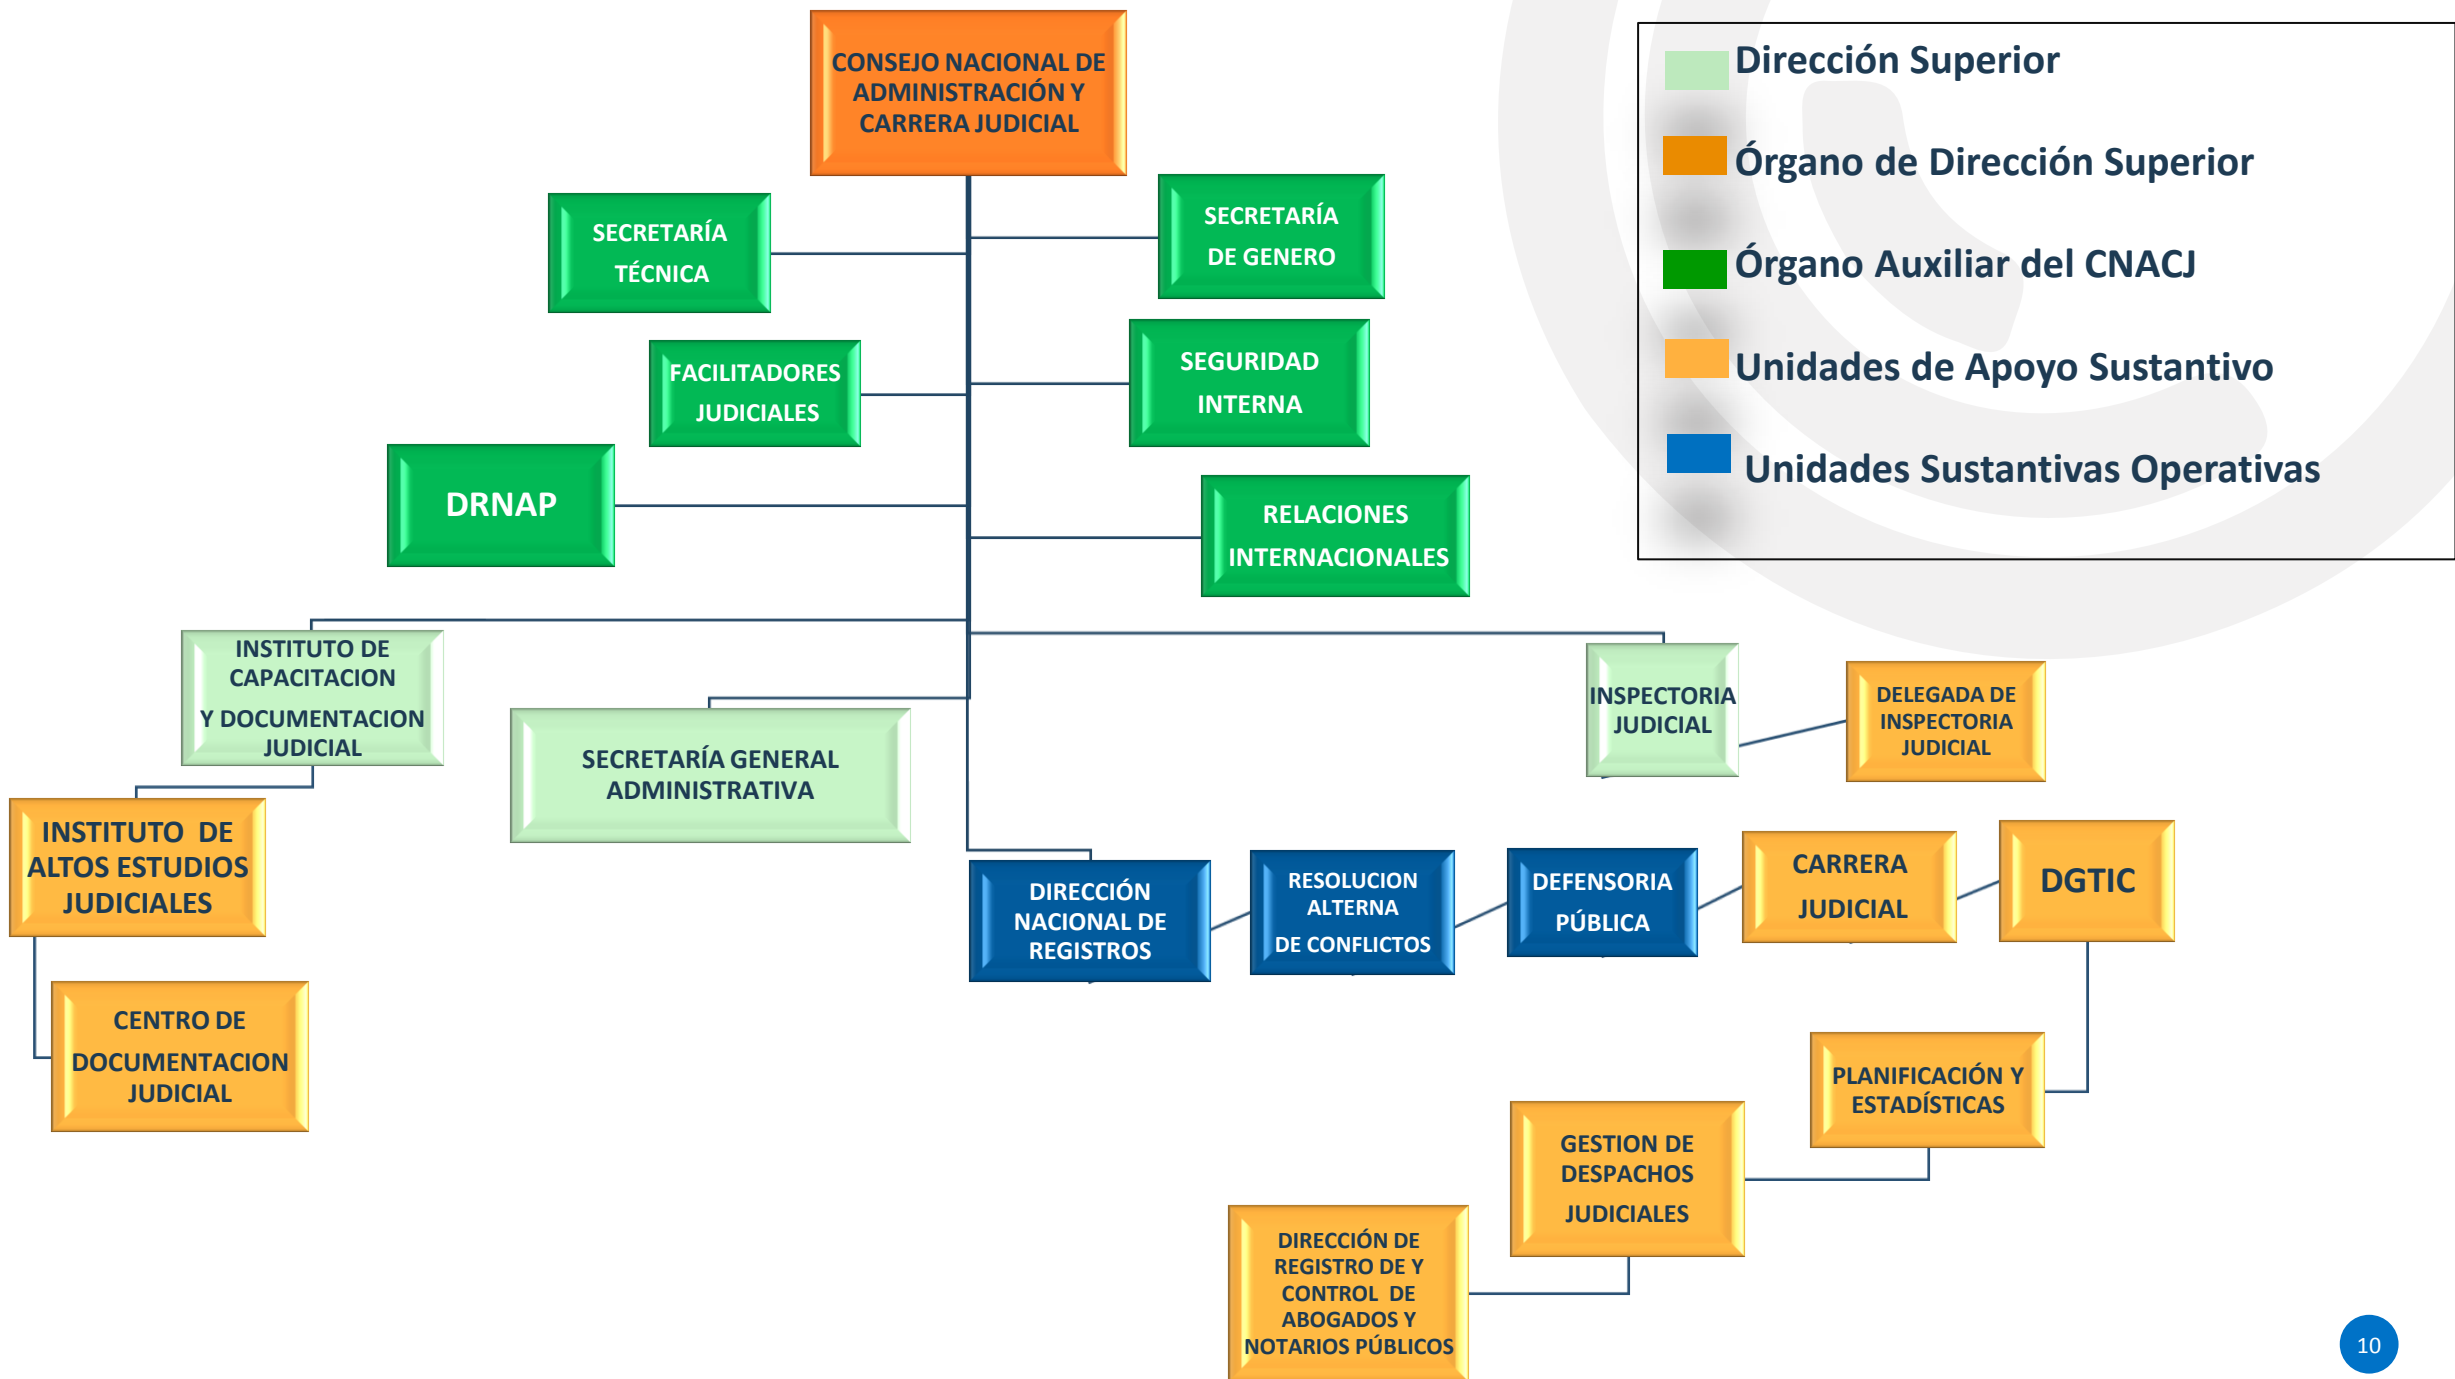 CONSEJO NACIONAL DE
ADMINISTRACIÓN Y
CARRERA JUDICIAL
Dirección Superior
Órgano de Dirección Superior
Órgano Auxiliar del CNACJ
Unidades de Apoyo Sustantivo
Unidades Sustantivas Operativas
SECRETARÍA
TÉCNICA
SECRETARÍA
DE GENERO
FACILITADORES
JUDICIALES
SEGURIDAD
INTERNA
DRNAP
RELACIONES
INTERNACIONALES
INSTITUTO DE
CAPACITACION
Y DOCUMENTACION
JUDICIAL
SECRETARÍA GENERAL
ADMINISTRATIVA
INSPECTORIA
JUDICIAL
DELEGADA DE
INSPECTORIA
JUDICIAL
INSTITUTO DE
ALTOS ESTUDIOS
JUDICIALES
CENTRO DE
DOCUMENTACION
JUDICIAL
DIRECCIÓN
NACIONAL DE
REGISTROS
RESOLUCION
ALTERNA
DE CONFLICTOS
DEFENSORIA
PÚBLICA
CARRERA
JUDICIAL
DGTIC
PLANIFICACIÓN Y
ESTADÍSTICAS
GESTION DE
DESPACHOS
JUDICIALES
DIRECCIÓN DE
REGISTRO DE Y
CONTROL DE
ABOGADOS Y
NOTARIOS PÚBLICOS
10